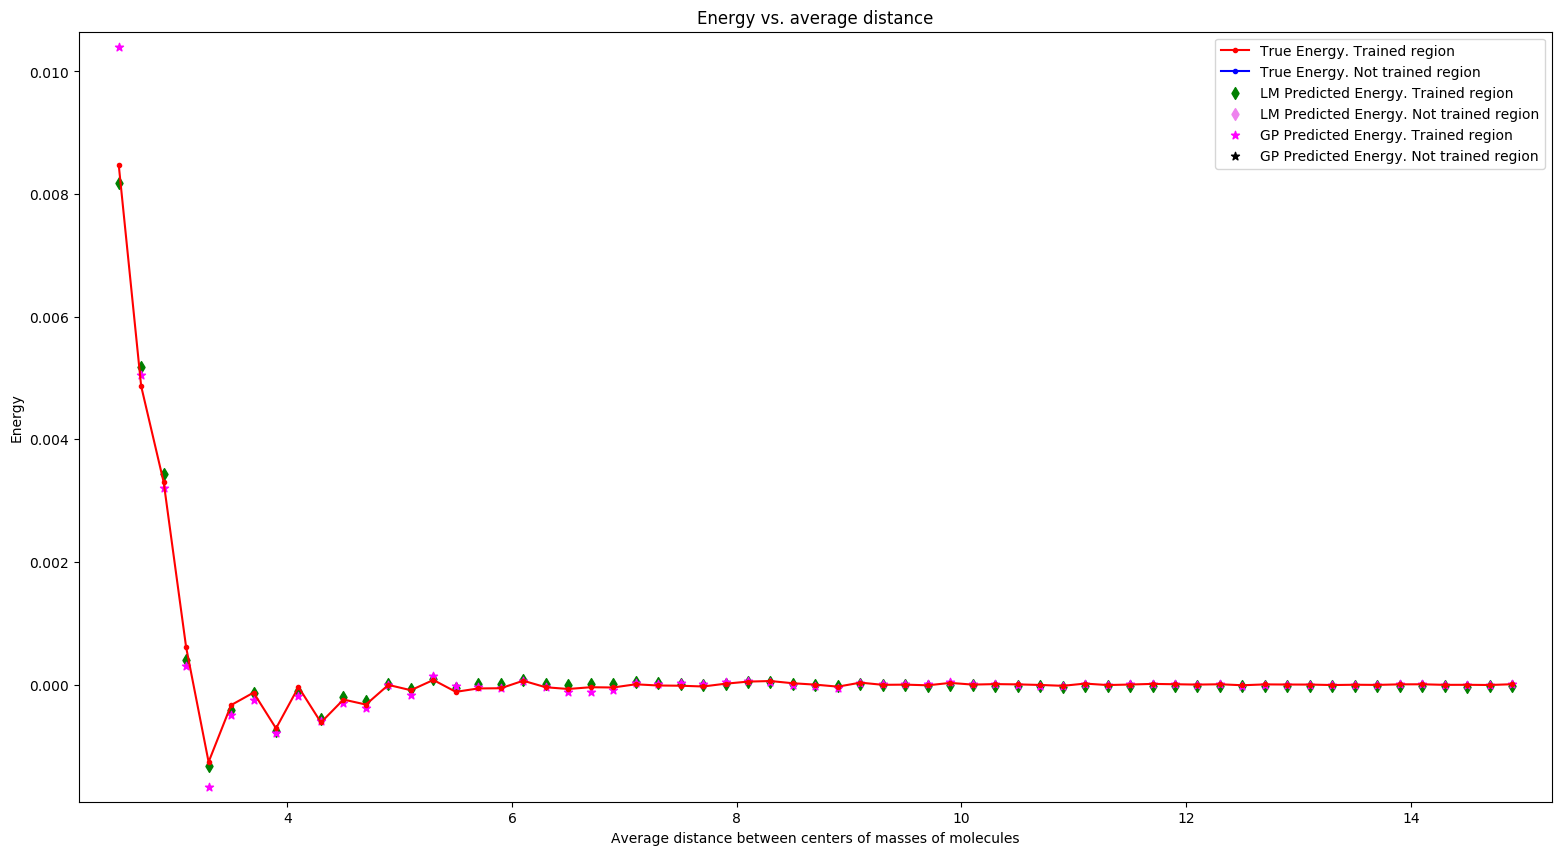 Energy vs. average distance
True Energy. Trained region
True Energy. Not trained region
LM Predicted Energy. Trained region
LM Predicted Energy. Not trained region
GP Predicted Energy. Trained region
GP Predicted Energy. Not trained region
0.010
0.008
0.006
0.004
0.002
0.000
Energy
4 6 8 10 12 14
Average distance between centers of masses of molecules